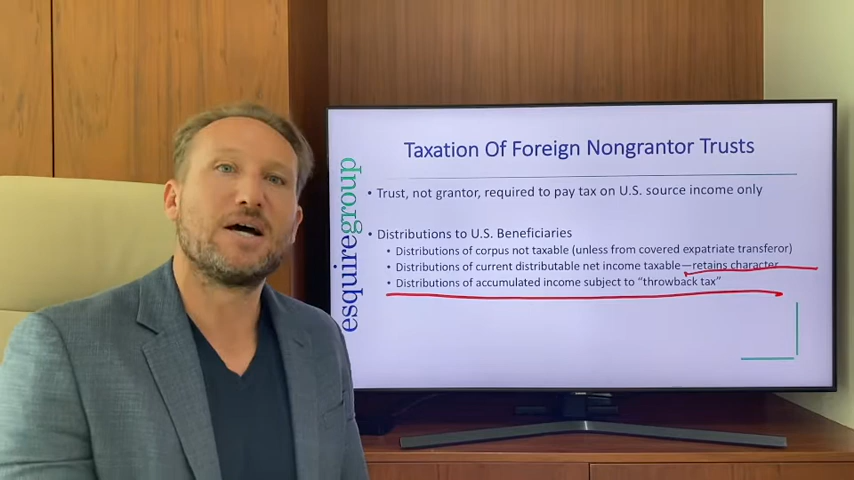 esquiregroup
Taxation Of Foreign Nongrantor Trusts
• Trust, not grantor, required to pay tax on U.S. source income only
• Distributions to U.S. Beneficiaries
• Distributions of corpus not taxable (unless from covered expatriate transferor)
• Distributions of current distributable net income taxable—retains character
• Distributions of accumulated income subject to “throwback tax”